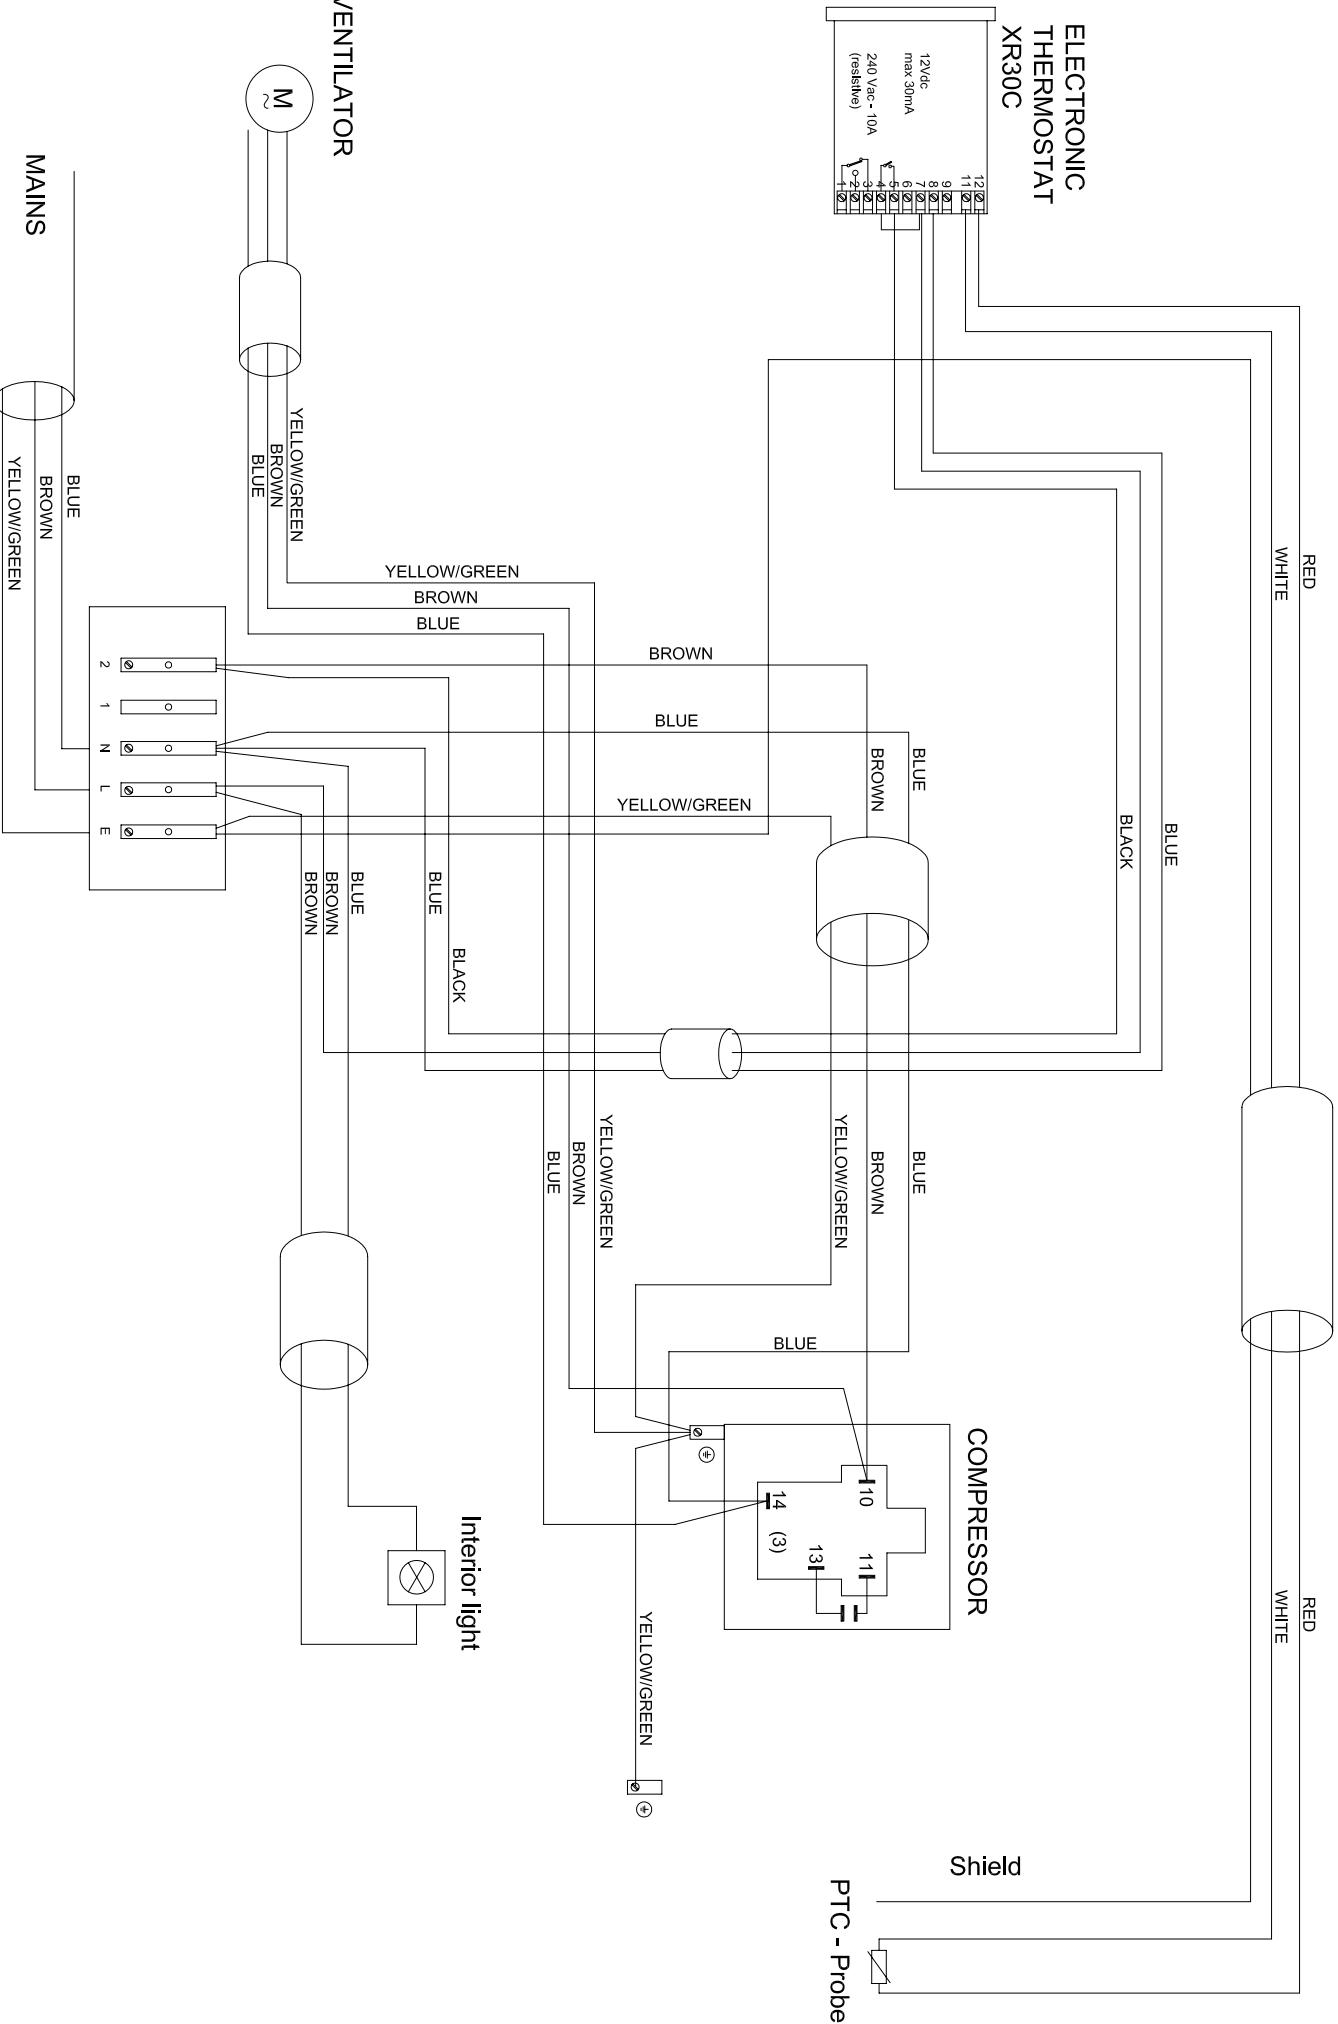 VENTILATOR
M
~
ELECTRONIC
THERMOSTAT
XR30C
12Vdc
max 30mA
240 Vac - 10A
(resistive)
1
2
3
4
5
6
7
8
9
11
12
MAINS
BLUE
BROWN
YELLOW/GREEN
YELLOW/GREEN
BROWN
BLUE
YELLOW/GREEN
BROWN
BLUE
BROWN
BLUE
YELLOW/GREEN
2
1
N
L
E
BLUE
BROWN
BLACK
BLUE
RED
WHITE
BLUE
BROWN
BROWN
BLUE
BLACK
YELLOW/GREEN
BROWN
BLUE
BLUE
BROWN
YELLOW/GREEN
BLUE
COMPRESSOR
10
11
13
14
(3)
YELLOW/GREEN
Interior light
RED
WHITE
Shield
PTC - Probe